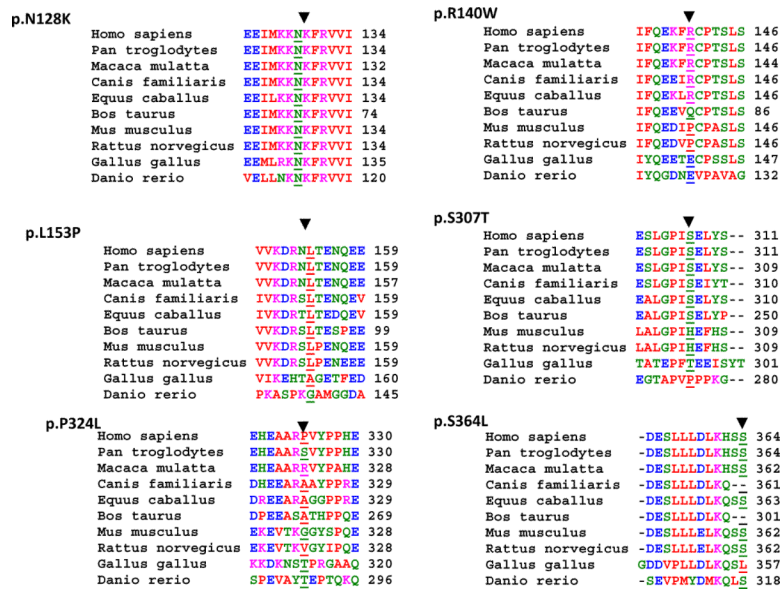 p.N128K
Homo sapiens EEIMKKNKFRVVI 134
Pan troglodytes EEIMKKNKFRVVI 134
Macaca mulatta EEIMKKNKFRVVI 132
Canis familiaris EEIMKKNKFRVVI 134
Equus caballus EEILKKNKFRVVI 134
Bos taurus EEIMKKNKFRVVI 74
Mus musculus EEIMKKNKFRVVI 134
Rattus norvegicus EEIMKKNKFRVVI 134
Gallus gallus EEMLRKNKFRVVI 135
Danio rerio VELLNKNKFRVVI 120
p.R140W
Homo sapiens IFQEKFRCPTSLS 146
Pan troglodytes IFQEKFRCPTSLS 146
Macaca mulatta IFQEKFRCPTSLS 144
Canis familiaris IFQEEIRCPTSLS 146
Equus caballus IFQEKLRCPTSLS 146
Bos taurus IFQEEVQCPTSLS 86
Mus musculus IFQEDIPCPASLS 146
Rattus norvegicus IFQEDVPCPTSLS 146
Gallus gallus IYQEETECPSSLS 147
Danio rerio IYQGDNEVPAVAG 132
p.L153P
Homo sapiens VVKDRNLTENQEE 159
Pan troglodytes VVKDRNLTENQEE 159
Macaca mulatta VVKDRNLTENQEE 157
Canis familiaris IVKDRSLTENQEV 159
Equus caballus IVKDRTLTEDQEV 159
Bos taurus VVKDRSLTESPEE 99
Mus musculus VVKDRSLPENQEE 159
Rattus norvegicus VVKDRSLPENEEE 159
Gallus gallus VIKEHTAGETFED 160
Danio rerio PKASPKGAMGGDA 145
p.S307T
Homo sapiens ESLGPISELYS-- 311
Pan troglodytes ESLGPISELYS-- 311
Macaca mulatta ESLGPISELYS-- 309
Canis familiaris ESLGPISEIYT-- 310
Equus caballus EALGPISELYS-- 310
Bos taurus EALGPISELYP-- 250
Mus musculus LALGPIHEFHS-- 309
Rattus norvegicus LALGPIHEFHS-- 309
Gallus gallus TATEPFTEEISYT 301
Danio rerio EGTAPVPPPKG-- 280
p.P324L
Homo sapiens EHEAARPVYPPHE 330
Pan troglodytes EHEAARSVYPPHE 330
Macaca mulatta EHEAARRVYPAHE 328
Canis familiaris DHEAARAAYPPRE 329
Equus caballus DREEARAGGPPRE 329
Bos taurus DPEEASATHPPQE 269
Mus musculus EKEVTKGGYSPQE 328
Rattus norvegicus EKEVTKVGYIPQE 328
Gallus gallus KKDKNSTPRGAAQ 320
Danio rerio SPEVAYTEPTQKQ 296
p.S364L
Homo sapiens -DESLLLDLKHSS 364
Pan troglodytes -DESLLLDLKHSS 364
Macaca mulatta -DESLLLDLKHSS 362
Canis familiaris -DESLLLDLKQ-- 361
Equus caballus -DESLLLDLKQSS 363
Bos taurus -DESLLLDLKQ-- 301
Mus musculus -DESLLLDLKQSS 362
Rattus norvegicus -DESLLLDLKQSS 362
Gallus gallus GDDVPLLDLKQSL 357
Danio rerio -SEVPMYDMKQLS 318